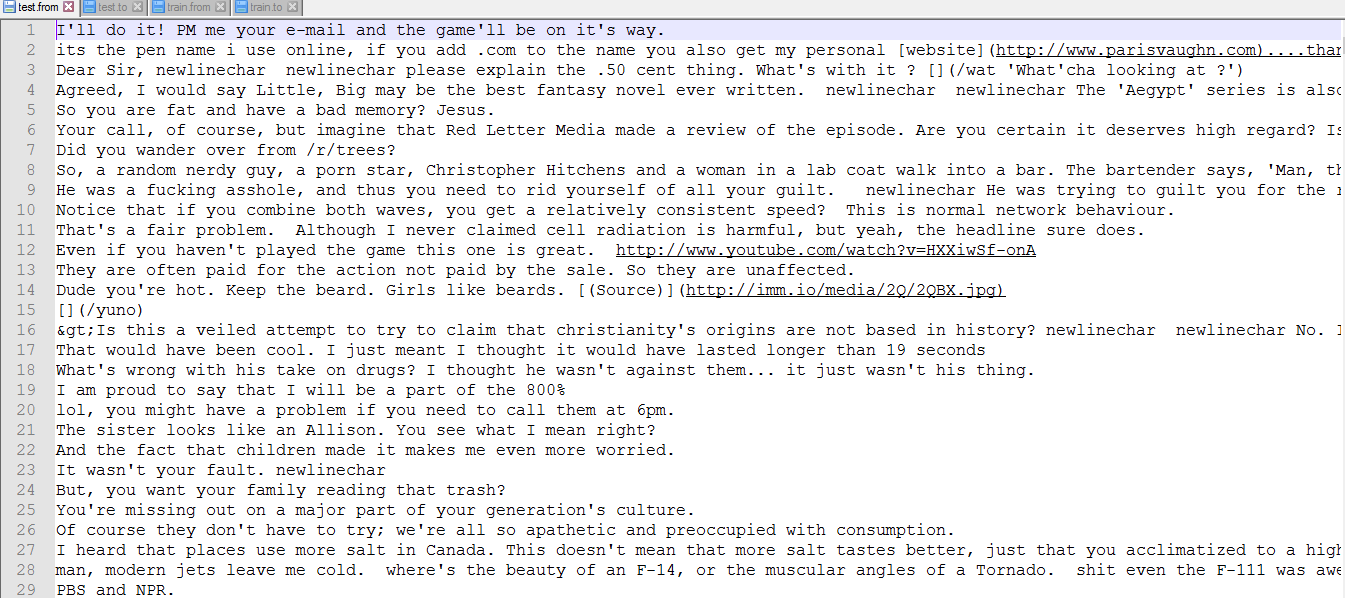 test.from test.to train.from train.to
1 I'll do it! PM me your e-mail and the game'll be on it's way.
2 its the pen name i use online, if you add .com to the name you also get my personal [website](http://www.parisvaughn.com)....than
3 Dear Sir, newlinechar  newlinechar please explain the .50 cent thing. What's with it ? [](/wat 'What'cha looking at ?')
4 Agreed, I would say Little, Big may be the best fantasy novel ever written.  newlinechar  newlinechar The 'Aegypt' series is also
5 So you are fat and have a bad memory? Jesus.
6 Your call, of course, but imagine that Red Letter Media made a review of the episode. Are you certain it deserves high regard? Is
7 Did you wander over from /r/trees?
8 So, a random nerdy guy, a porn star, Christopher Hitchens and a woman in a lab coat walk into a bar. The bartender says, 'Man, th
9 He was a fucking asshole, and thus you need to rid yourself of all your guilt.   newlinechar He was trying to guilt you for the
10 Notice that if you combine both waves, you get a relatively consistent speed?  This is normal network behaviour.
11 That's a fair problem.  Although I never claimed cell radiation is harmful, but yeah, the headline sure does.
12 Even if you haven't played the game this one is great.  http://www.youtube.com/watch?v=HXXiwSf-onA
13 They are often paid for the action not paid by the sale. So they are unaffected.
14 Dude you're hot. Keep the beard. Girls like beards. [(Source)](http://imm.io/media/2Q/2QBX.jpg)
15 [](/yuno)
16 &gt;Is this a veiled attempt to try to claim that christianity's origins are not based in history? newlinechar  newlinechar No.
17 That would have been cool. I just meant I thought it would have lasted longer than 19 seconds
18 What's wrong with his take on drugs? I thought he wasn't against them... it just wasn't his thing.
19 I am proud to say that I will be a part of the 800%
20 lol, you might have a problem if you need to call them at 6pm.
21 The sister looks like an Allison. You see what I mean right?
22 And the fact that children made it makes me even more worried.
23 It wasn't your fault. newlinechar
24 But, you want your family reading that trash?
25 You're missing out on a major part of your generation's culture.
26 Of course they don't have to try; we're all so apathetic and preoccupied with consumption.
27 I heard that places use more salt in Canada. This doesn't mean that more salt tastes better, just that you acclimatized to a high
28 man, modern jets leave me cold.  where's the beauty of an F-14, or the muscular angles of a Tornado.  shit even the F-111 was awe
29 PBS and NPR.